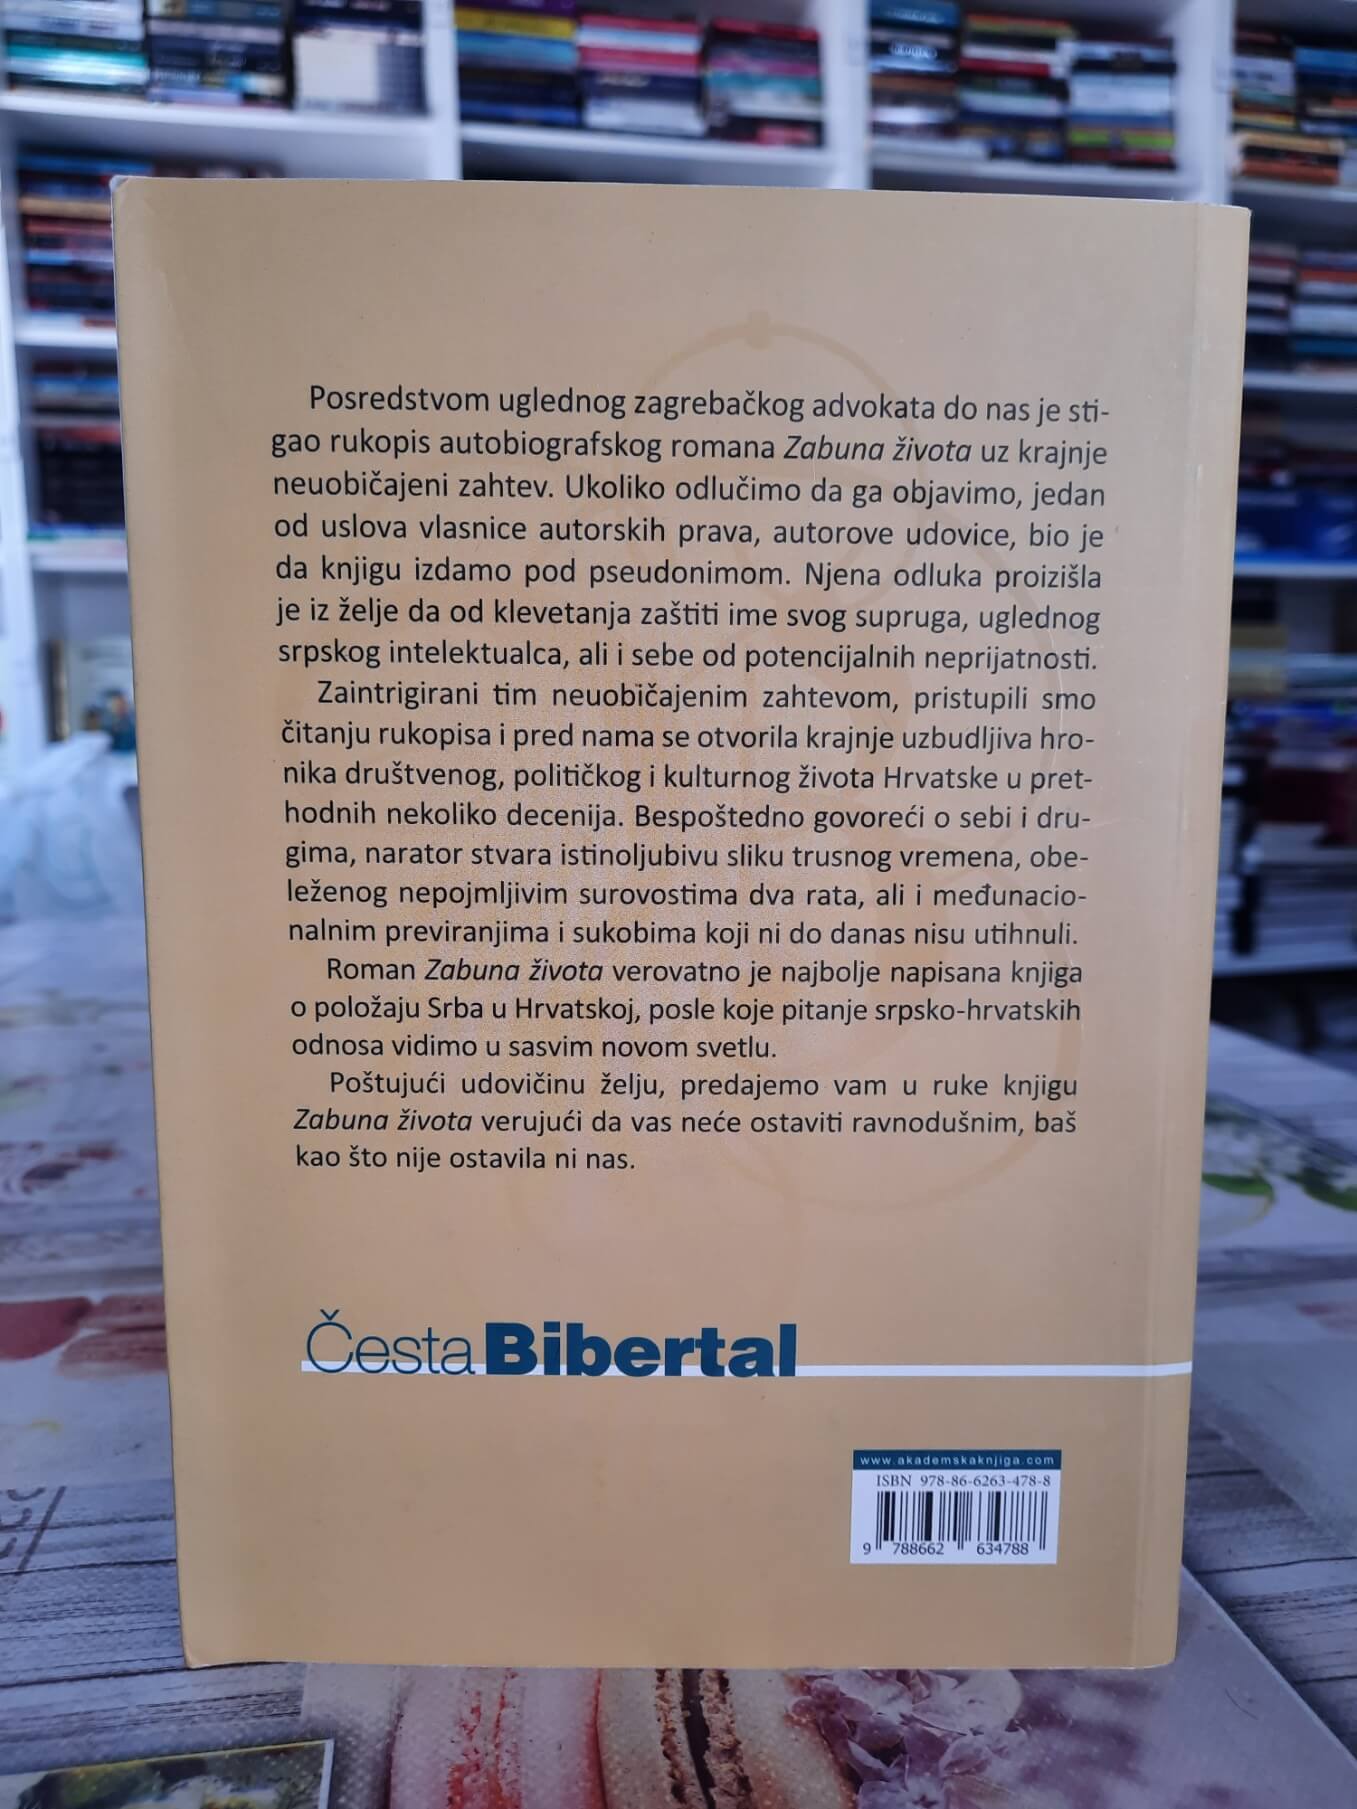 Posredstvom uglednog zagrebačkog advokata do nas je sti-
gao rukopis autobiografskog romana Zabuna života uz krajnje
neuobičajeni zahtev. Ukoliko odlučimo da ga objavimo, jedan
od uslova vlasnice autorskih prava, autorove udovice, bio je
da knjigu izdamo pod pseudonimom. Njena odluka proizišla
je iz želje da od klevetanja zaštiti ime svog supruga, uglednog
srpskog intelektualca, ali i sebe od potencijalnih neprijatnosti.
Zaintrigirani tim neuobičajenim zahtevom, pristupili smo
čitanju rukopisa i pred nama se otvorila krajnje uzbudljiva hro-
nika društvenog, političkog i kulturnog života Hrvatske u pret-
hodnih nekoliko decenija. Bespoštedno govoreći o sebi i dru-
gima, narator stvara istinoljubivu sliku trusnog vremena, obe-
leženog nepojmljivim surovostima dva rata, ali i međunacio-
nalnim previranjima i sukobima koji ni do danas nisu utihnuli.
Roman Zabuna života verovatno je najbolje napisana knjiga
o položaju Srba u Hrvatskoj, posle koje pitanje srpsko-hrvatskih
odnosa vidimo u sasvim novom svetlu.
Poštujući udovičinu želju, predajemo vam u ruke knjigu
Zabuna života verujući da vas neće ostaviti ravnodušnim, baš
kao što nije ostavila ni nas.
Česta Bibertal
www.akademskaknjiga.com
ISBN 978-86-6263-478-8
9 788662 634788